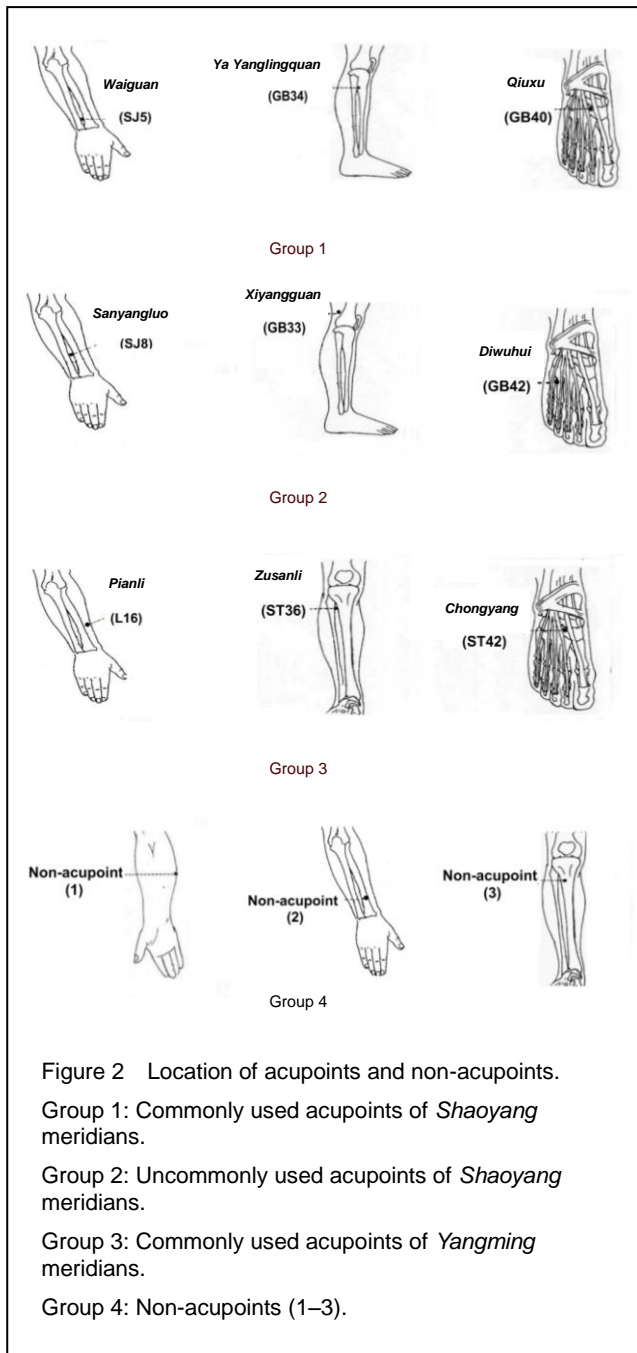 Waiguan
(SJ5)
Ya Yanglingquan
(GB34)
Qiuxu
(GB40)
Group 1
Sanyangluo
(SJ8)
Xiyangguan
(GB33)
Diwuhui
(GB42)
Group 2
Pianli
(L16)
Zusanli
(ST36)
Chongyang
(ST42)
Group 3
Non-acupoint
(1)
Non-acupoint
(2)
Non-acupoint
(3)
Group 4
Figure 2 Location of acupoints and non-acupoints.
Group 1: Commonly used acupoints of Shaoyang
meridians.
Group 2: Uncommonly used acupoints of Shaoyang
meridians.
Group 3: Commonly used acupoints of Yangming
meridians.
Group 4: Non-acupoints (1–3).